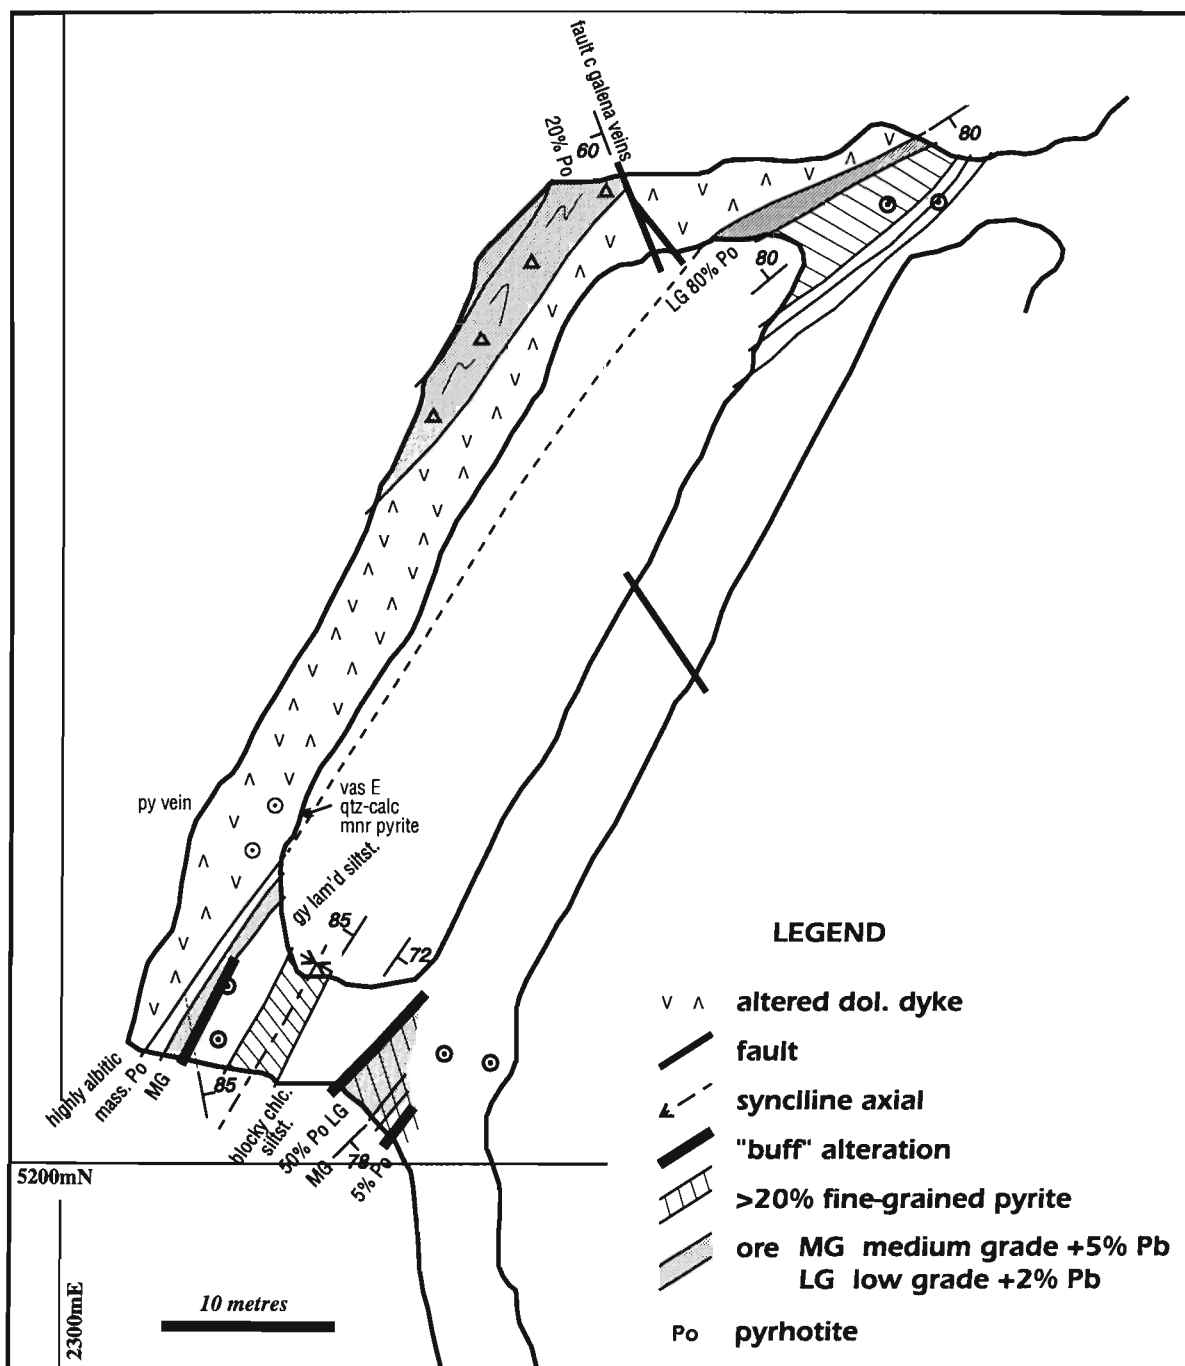 fault c galena veins
20% Po
60
80
LG 80% Po
80
py vein
vas E
qtz-calc
mnr pyrite
gy lam'd siltst.
85
72
highly albitic
mass. Po
MG
85
blocky chlc.
siltst.
50% Po LG
MG
78
5% Po
5200mN
2300mE
10 metres
LEGEND
altered dol. dyke
fault
synclline axial
"buff" alteration
>20% fine-grained pyrite
ore MG medium grade +5% Pb
LG low grade +2% Pb
Po pyrhotite